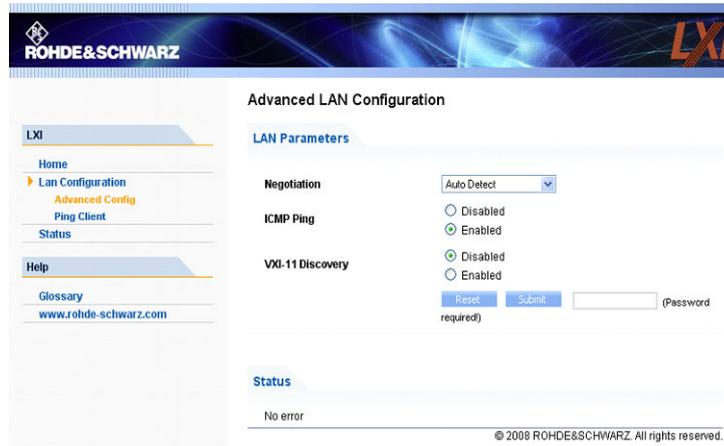 ROHDE&SCHWARZ
LXI
Advanced LAN Configuration
LXI
Home
Lan Configuration
Advanced Config
Ping Client
Status
Help
Glossary
www.rohde-schwarz.com
LAN Parameters
Negotiation
Auto Detect
ICMP Ping
Disabled
Enabled
VXI-11 Discovery
Disabled
Enabled
Reset Submit (Password
required!)
Status
No error
© 2008 ROHDE&SCHWARZ. All rights reserved.